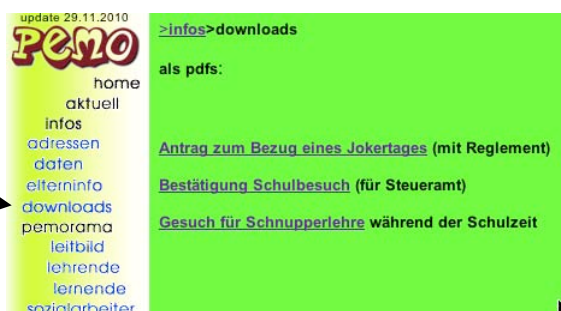 update 29.11.2010
PEMO
home
aktuell
infos
adressen
daten
elterninfo
downloads
pemorama
leitbild
lehrende
lernende
sozialarbeiter
>infos>downloads
als pdfs:
Antrag zum Bezug eines Jokertages (mit Reglement)
Bestätigung Schulbesuch (für Steueramt)
Gesuch für Schnupperlehre während der Schulzeit